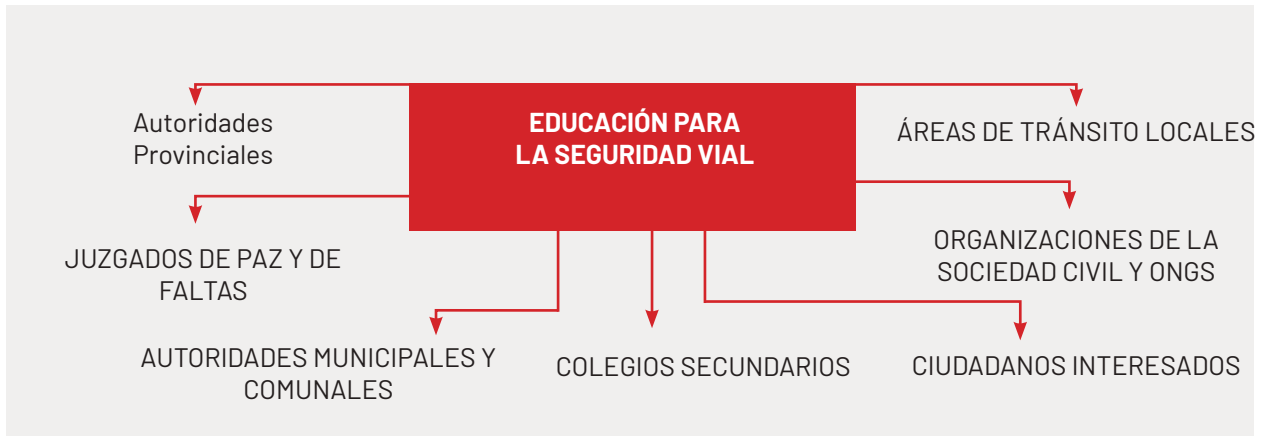 EDUCACIÓN PARA
LA SEGURIDAD VIAL
Autoridades
Provinciales
ÁREAS DE TRÁNSITO LOCALES
JUZGADOS DE PAZ Y DE
FALTAS
ORGANIZACIONES DE LA
SOCIEDAD CIVIL Y ONGS
AUTORIDADES MUNICIPALES Y
COMUNALES
COLEGIOS SECUNDARIOS
CIUDADANOS INTERESADOS